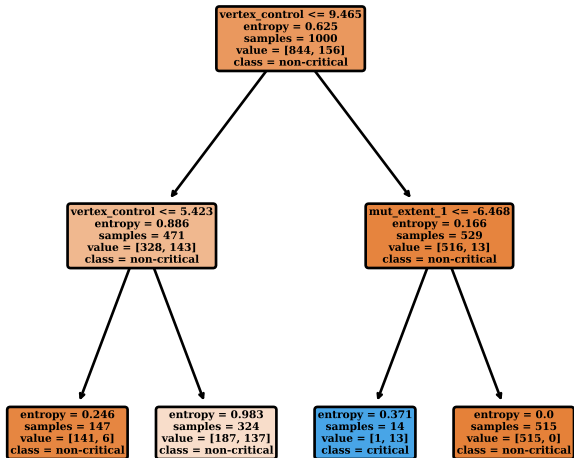 vertex_control <= 9.465
entropy = 0.625
samples = 1000
value = [844, 156]
class = non-critical
vertex_control <= 5.423
entropy = 0.886
samples = 471
value = [328, 143]
class = non-critical
mut_extent_1 <= -6.468
entropy = 0.166
samples = 529
value = [516, 13]
class = non-critical
entropy = 0.246
samples = 147
value = [141, 6]
class = non-critical
entropy = 0.983
samples = 324
value = [187, 137]
class = non-critical
entropy = 0.371
samples = 14
value = [1, 13]
class = critical
entropy = 0.0
samples = 515
value = [515, 0]
class = non-critical